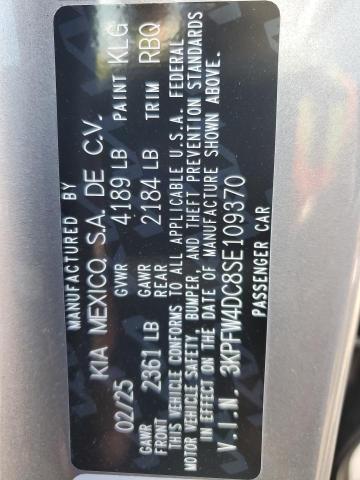 MANUFACTURED BY
KIA MEXICO, S.A. DE C.V.
02/25 GVWR 4189 LB PAINT KLG
GAWR FRONT 2361 LB GAWR REAR 2184 LB TRIM RBQ
THIS VEHICLE CONFORMS TO ALL APPLICABLE U.S.A. FEDERAL
MOTOR VEHICLE SAFETY, BUMPER, AND THEFT PREVENTION STANDARDS
IN EFFECT ON THE DATE OF MANUFACTURE SHOWN ABOVE.
V.I.N. 3KPFW4DC8SE109370
PASSENGER CAR